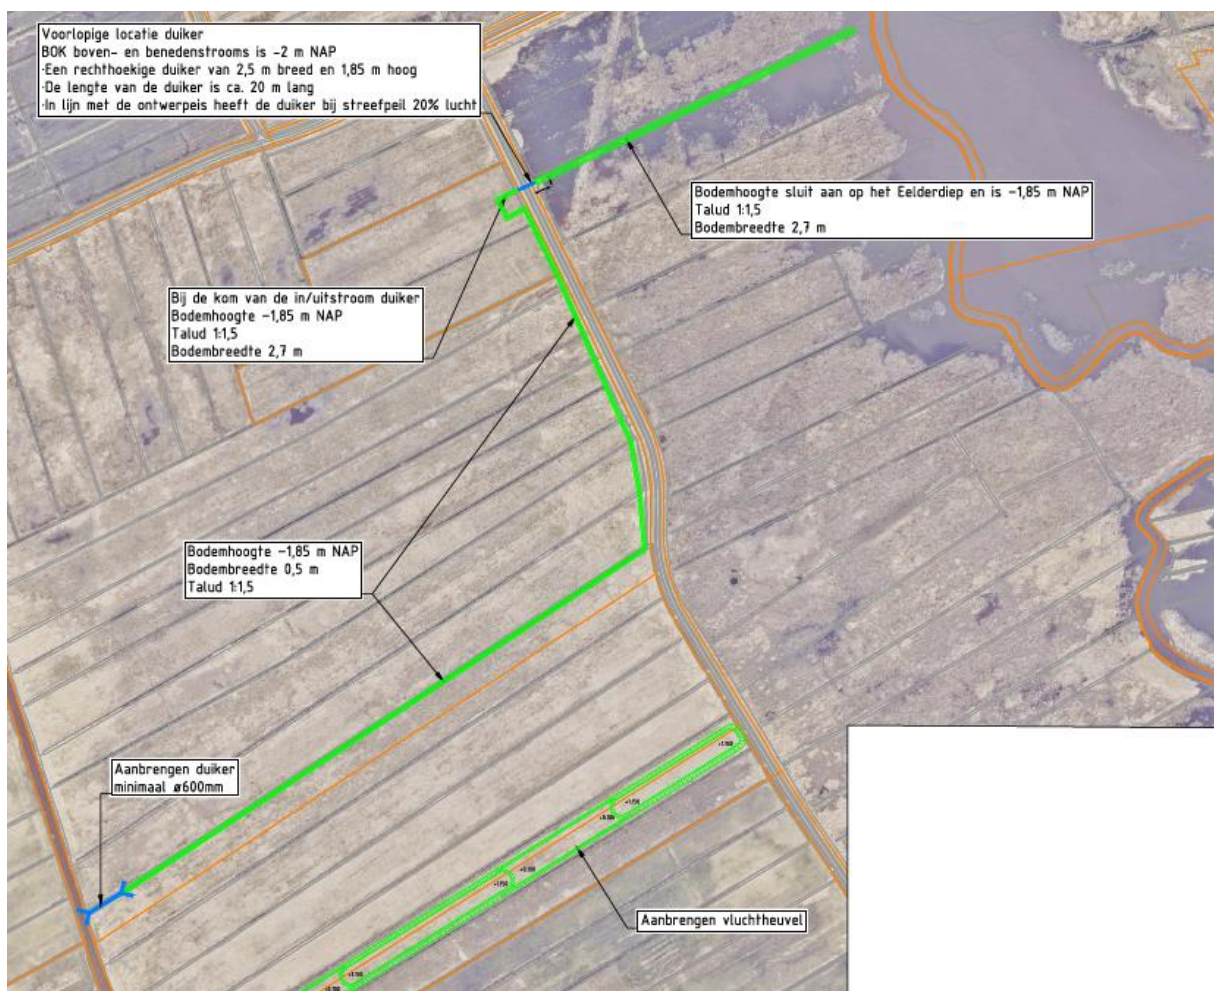 Voorlopige locatie duiker
BOK boven- en benedenstrooms is -2 m NAP
·Een rechthoekige duiker van 2,5 m breed en 1,85 m hoog
·De lengte van de duiker is ca. 20 m lang
·In lijn met de ontwerpeis heeft de duiker bij streefpeil 20% lucht
Bodemhoogte sluit aan op het Eelderdiep en is -1,85 m NAP
Talud 1:1,5
Bodembreedte 2,7 m
Bij de kom van de in/uitstroom duiker
Bodemhoogte -1,85 m NAP
Talud 1:1,5
Bodembreedte 2,7 m
Bodemhoogte -1,85 m NAP
Bodembreedte 0,5 m
Talud 1:1,5
Aanbrengen duiker
minimaal ø600mm
Aanbrengen vluchtheuvel